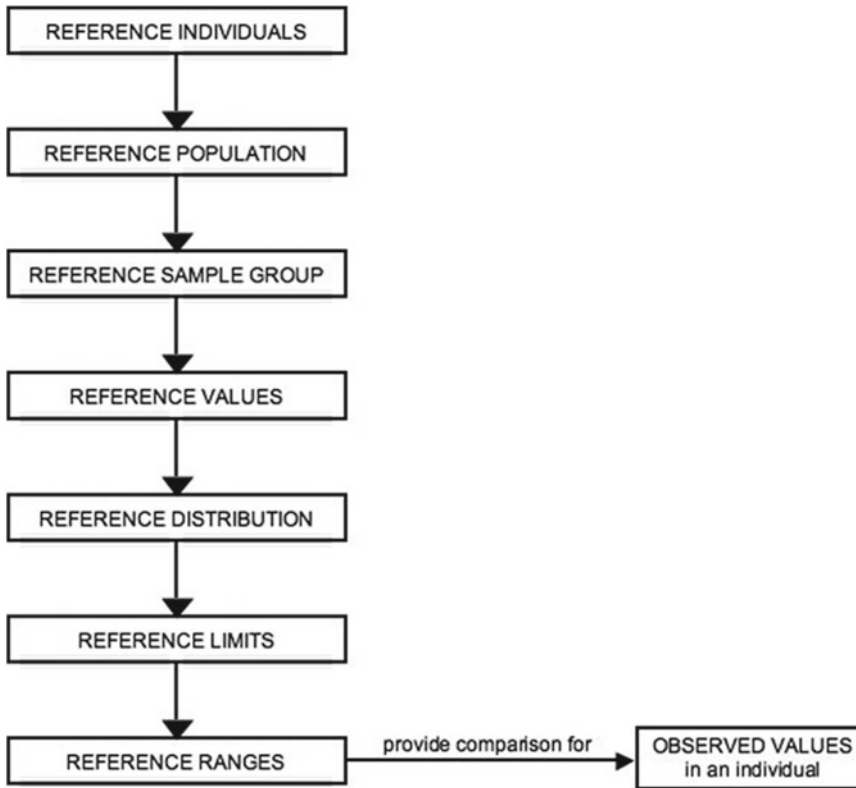 REFERENCE INDIVIDUALS
REFERENCE POPULATION
REFERENCE SAMPLE GROUP
REFERENCE VALUES
REFERENCE DISTRIBUTION
REFERENCE LIMITS
REFERENCE RANGES
provide comparison for
OBSERVED VALUES
in an individual